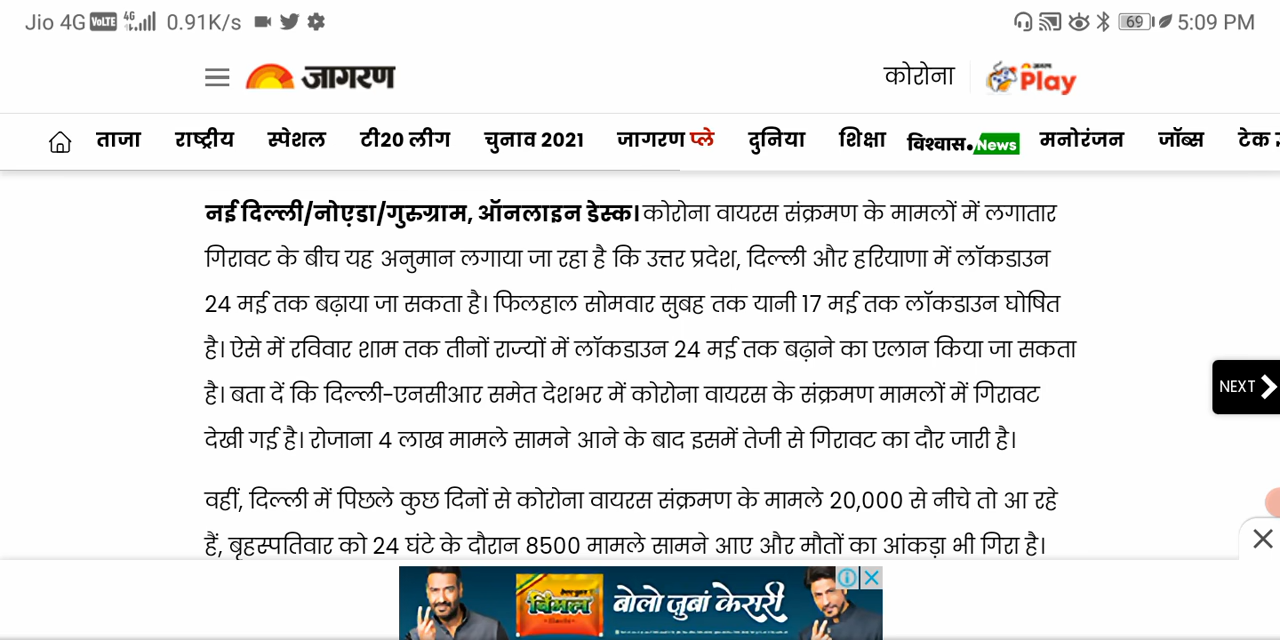 Jio 4G VoLTE 4G 0.91K/s 69 5:09 PM
जागरण कोरोना जागरण Play
ताजा राष्ट्रीय स्पेशल टी20 लीग चुनाव 2021 जागरण प्ले दुनिया शिक्षा विश्वास.News मनोरंजन जॉब्स टेक
नई दिल्ली/नोएडा/गुरुग्राम, ऑनलाइन डेस्क। कोरोना वायरस संक्रमण के मामलों में लगातार
गिरावट के बीच यह अनुमान लगाया जा रहा है कि उत्तर प्रदेश, दिल्ली और हरियाणा में लॉकडाउन
24 मई तक बढ़ाया जा सकता है। फिलहाल सोमवार सुबह तक यानी 17 मई तक लॉकडाउन घोषित
है। ऐसे में रविवार शाम तक तीनों राज्यों में लॉकडाउन 24 मई तक बढ़ाने का एलान किया जा सकता
है। बता दें कि दिल्ली-एनसीआर समेत देशभर में कोरोना वायरस के संक्रमण मामलों में गिरावट
देखी गई है। रोजाना 4 लाख मामले सामने आने के बाद इसमें तेजी से गिरावट का दौर जारी है।
NEXT
वहीं, दिल्ली में पिछले कुछ दिनों से कोरोना वायरस संक्रमण के मामले 20,000 से नीचे तो आ रहे
हैं, बृहस्पतिवार को 24 घंटे के दौरान 8500 मामले सामने आए और मौतों का आंकड़ा भी गिरा है।
विमल बोलो ज़ुबां केसरी